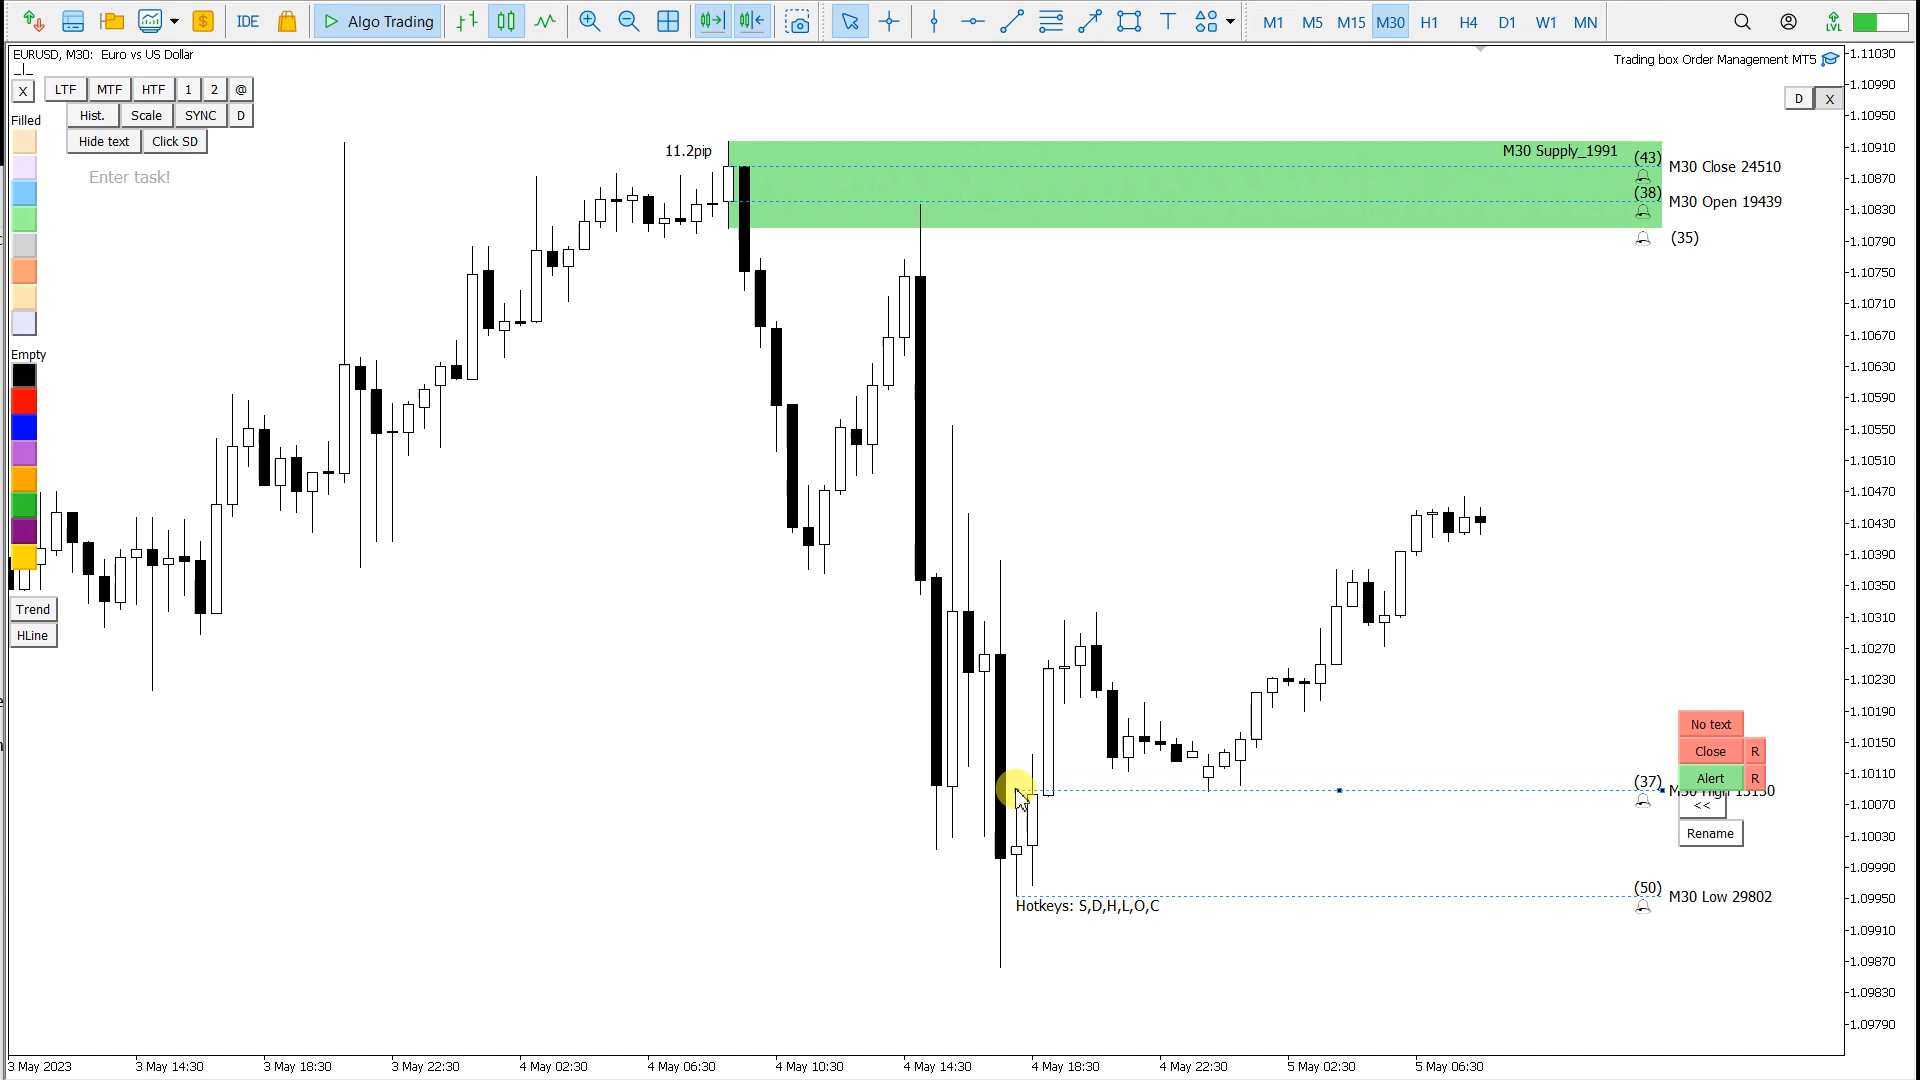 IDE
Algo Trading
M1 M5 M15 M30 H1 H4 D1 W1 MN
LVL
EURUSD, M30: Euro vs US Dollar
Trading box Order Management MT5
X LTF MTF HTF 1 2 @
D X
Hist. Scale SYNC D
Filled
Hide text Click SD
Enter task!
11.2pip
M30 Supply_1991
(43)
M30 Close 24510
(38)
M30 Open 19439
(35)
Empty
Trend
HLine
No text
Close R
Alert R
(37)
<<
Rename
(50)
M30 Low 29802
Hotkeys: S,D,H,L,O,C
1.11030
1.10990
1.10950
1.10910
1.10870
1.10830
1.10790
1.10750
1.10710
1.10670
1.10630
1.10590
1.10550
1.10510
1.10470
1.10430
1.10390
1.10350
1.10310
1.10270
1.10230
1.10190
1.10150
1.10110
1.10070
1.10030
1.09990
1.09950
1.09910
1.09870
1.09830
1.09790
3 May 2023 3 May 14:30 3 May 18:30 3 May 22:30 4 May 02:30 4 May 06:30 4 May 10:30 4 May 14:30 4 May 18:30 4 May 22:30 5 May 02:30 5 May 06:30